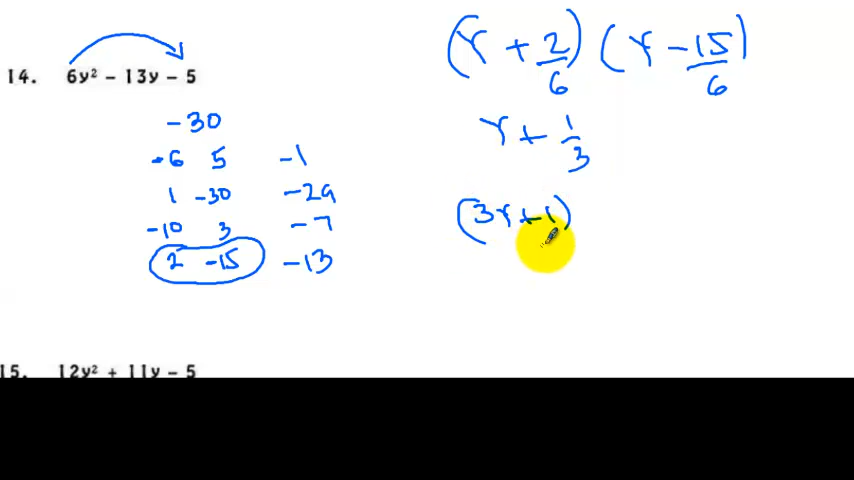 14. 6y² - 13y - 5
-30
-6 5 -1
1 -30 -29
-10 3 -7
2 -15 -13
(Y + 2/6) (Y - 15/6)
Y + 1/3
(3Y + 1)
15. 12y² + 11y - 5